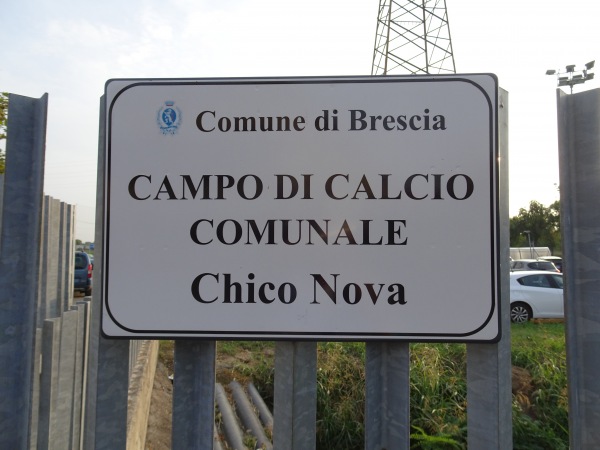 Comune di Brescia
CAMPO DI CALCIO
COMUNALE
Chico Nova